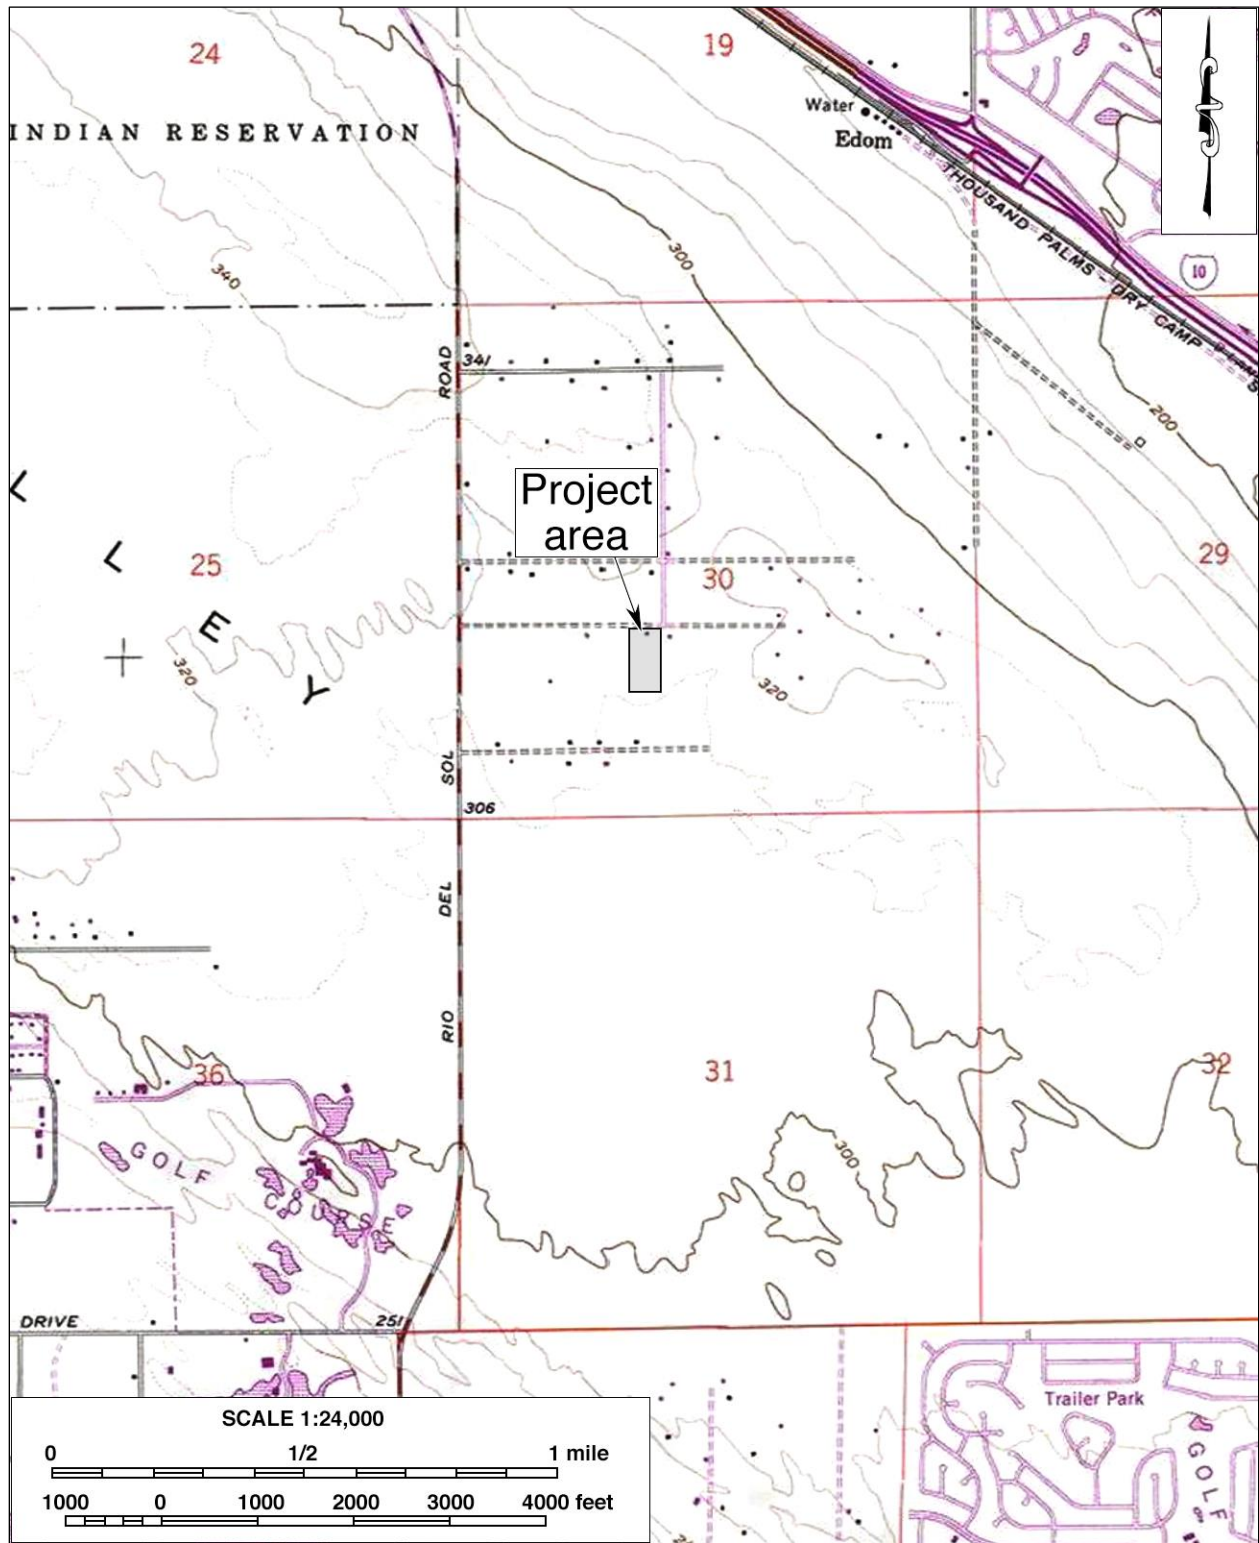 24
19
INDIAN RESERVATION
Water
Edom
THOUSAND PALMS
DRY CAMP
10
300
340
ROAD
341
200
Project
area
L
L
E
Y
25
30
29
320
320
SOL
306
DEL
RIO
36
31
32
300
GOLF
COURSE
DRIVE
251
Trailer Park
GOLF
SCALE 1:24,000
0 1/2 1 mile
1000 0 1000 2000 3000 4000 feet